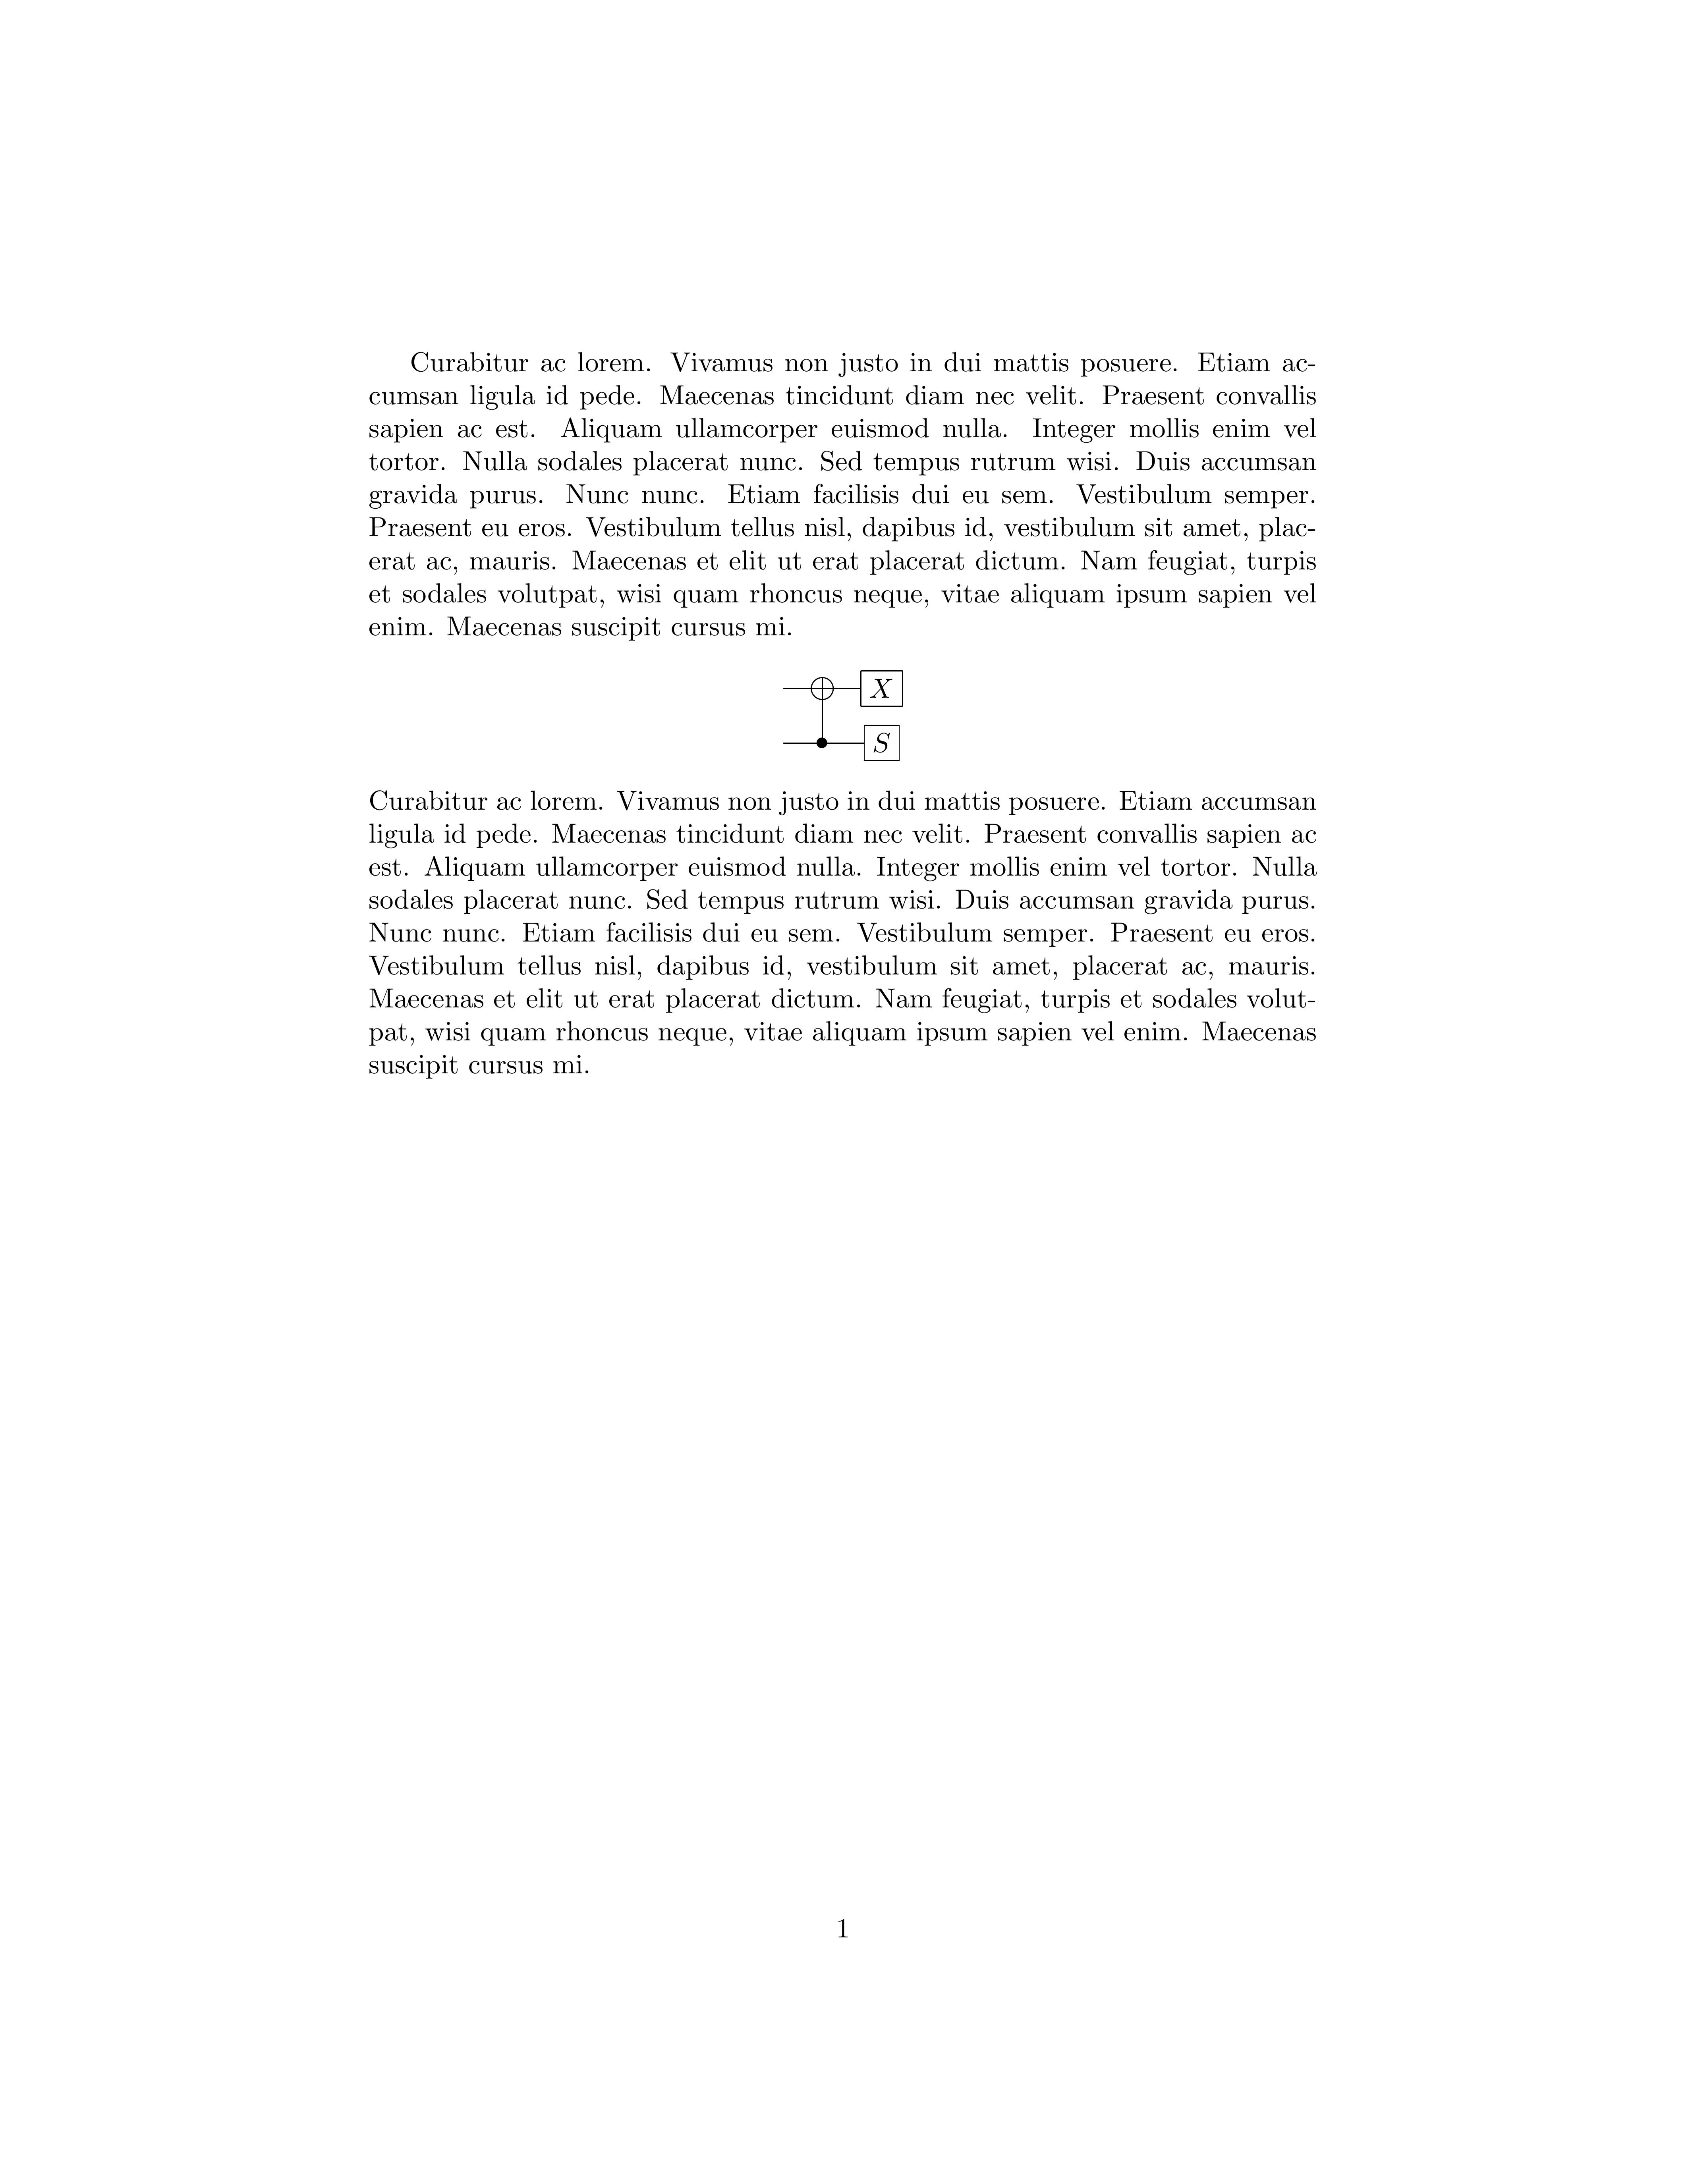 Curabitur ac lorem. Vivamus non justo in dui mattis posuere. Etiam ac-
cumsan ligula id pede. Maecenas tincidunt diam nec velit. Praesent convallis
sapien ac est. Aliquam ullamcorper euismod nulla. Integer mollis enim vel
tortor. Nulla sodales placerat nunc. Sed tempus rutrum wisi. Duis accumsan
gravida purus. Nunc nunc. Etiam facilisis dui eu sem. Vestibulum semper.
Praesent eu eros. Vestibulum tellus nisl, dapibus id, vestibulum sit amet, plac-
erat ac, mauris. Maecenas et elit ut erat placerat dictum. Nam feugiat, turpis
et sodales volutpat, wisi quam rhoncus neque, vitae aliquam ipsum sapien vel
enim. Maecenas suscipit cursus mi.
X
S
Curabitur ac lorem. Vivamus non justo in dui mattis posuere. Etiam accumsan
ligula id pede. Maecenas tincidunt diam nec velit. Praesent convallis sapien ac
est. Aliquam ullamcorper euismod nulla. Integer mollis enim vel tortor. Nulla
sodales placerat nunc. Sed tempus rutrum wisi. Duis accumsan gravida purus.
Nunc nunc. Etiam facilisis dui eu sem. Vestibulum semper. Praesent eu eros.
Vestibulum tellus nisl, dapibus id, vestibulum sit amet, placerat ac, mauris.
Maecenas et elit ut erat placerat dictum. Nam feugiat, turpis et sodales volut-
pat, wisi quam rhoncus neque, vitae aliquam ipsum sapien vel enim. Maecenas
suscipit cursus mi.
1